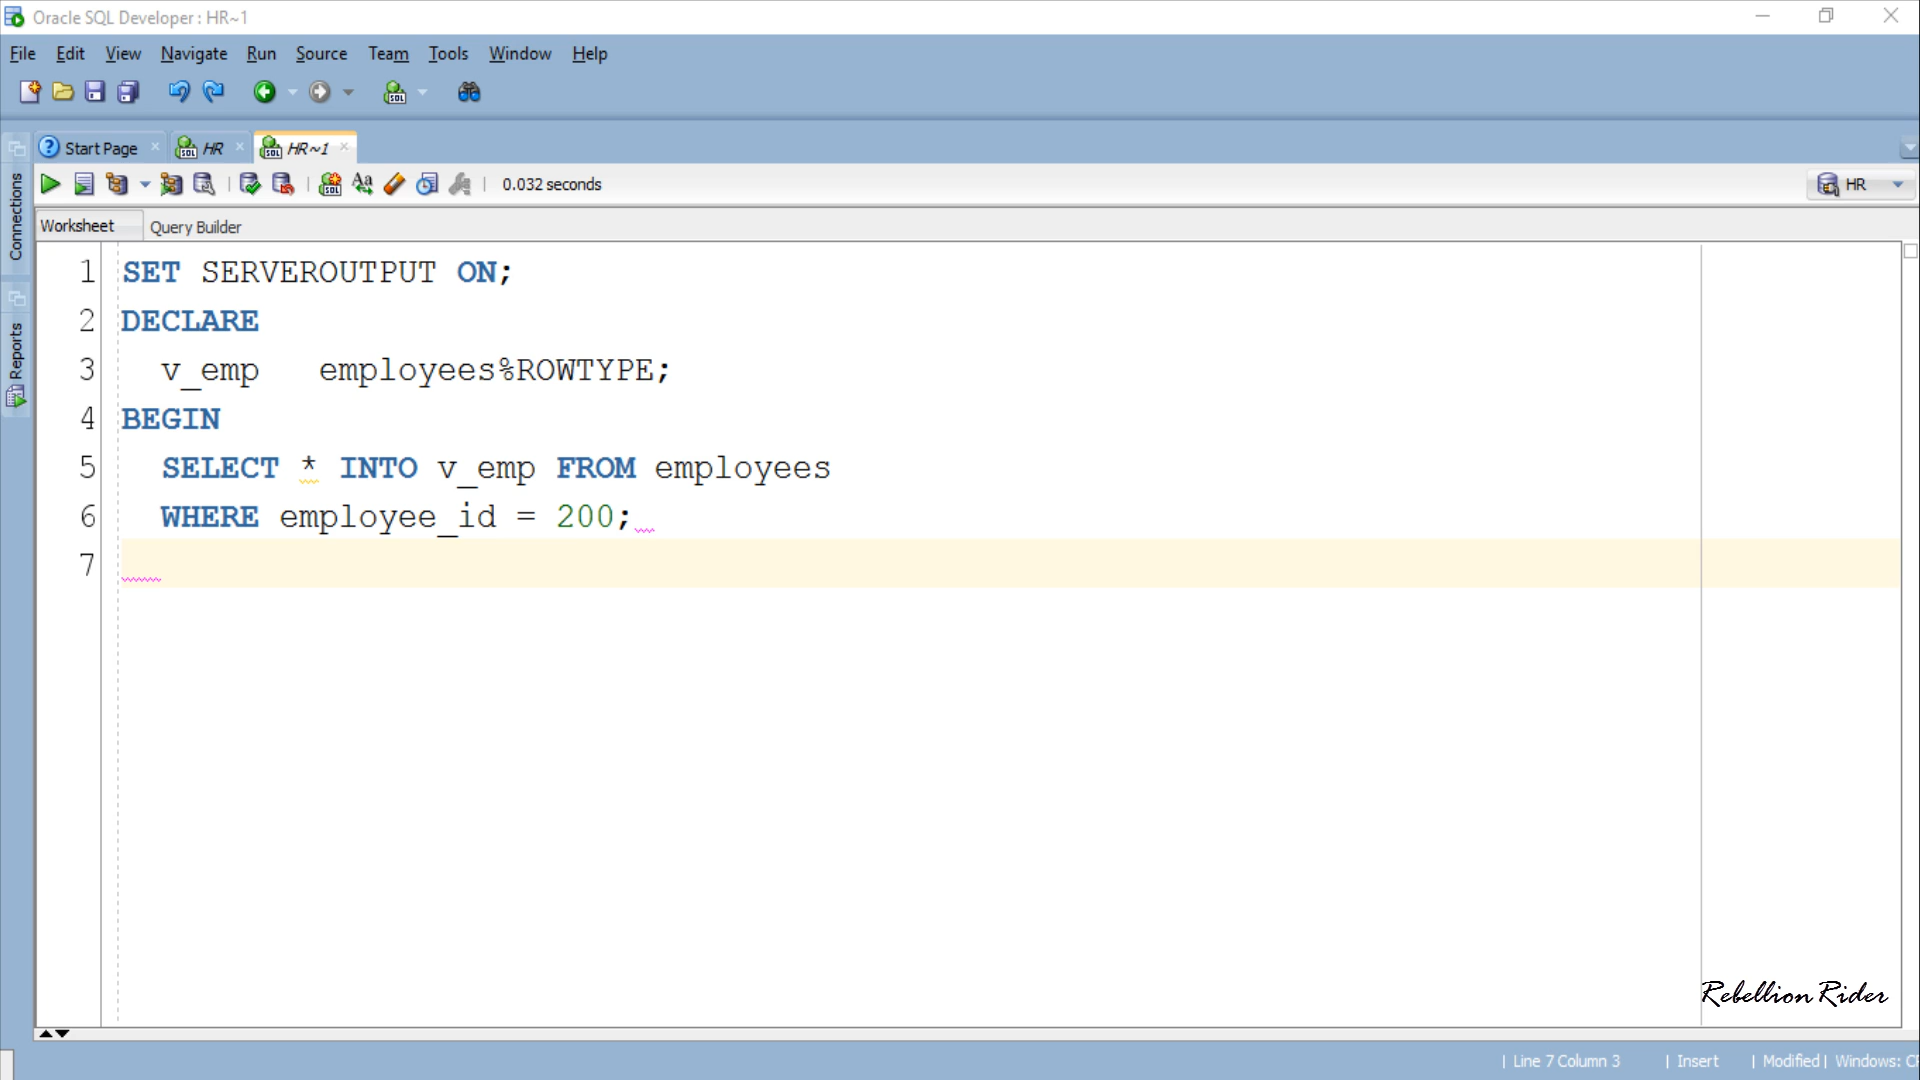 Oracle SQL Developer : HR~1
File Edit View Navigate Run Source Team Tools Window Help
Start Page HR HR~1
0.032 seconds HR
Worksheet Query Builder
Connections
Reports
1 SET SERVEROUTPUT ON;
2 DECLARE
3 v_emp employees%ROWTYPE;
4 BEGIN
5 SELECT * INTO v_emp FROM employees
6 WHERE employee_id = 200;
7
Rebellion Rider
| Line 7 Column 3 | Insert | Modified | Windows: